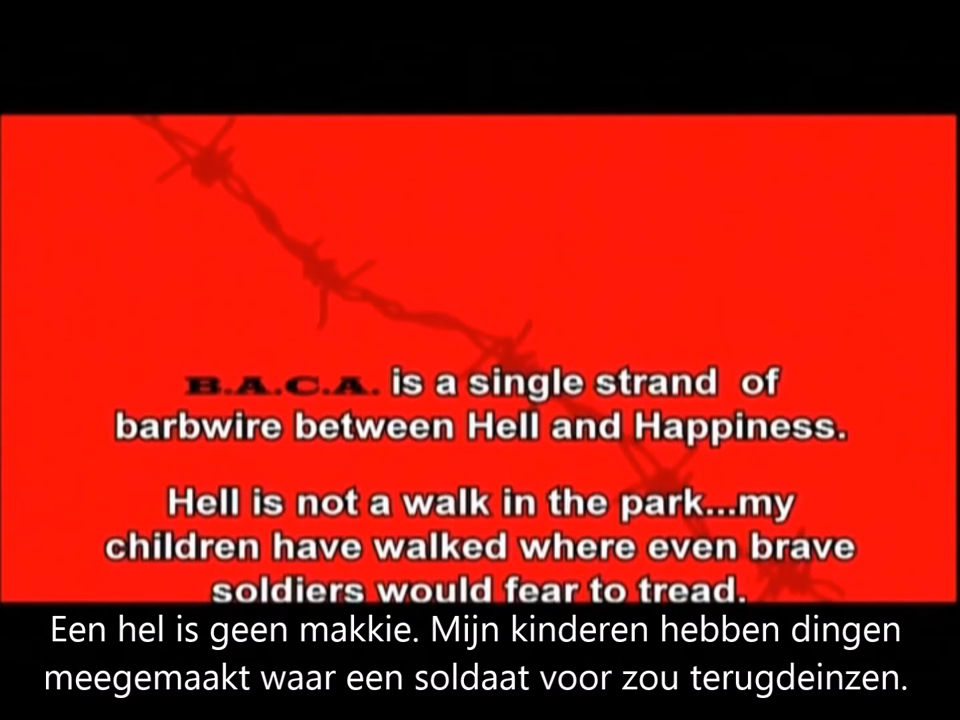 B.A.C.A. is a single strand of
barbwire between Hell and Happiness.
Hell is not a walk in the park...my
children have walked where even brave
soldiers would fear to tread.
Een hel is geen makkie. Mijn kinderen hebben dingen
meegemaakt waar een soldaat voor zou terugdeinzen.